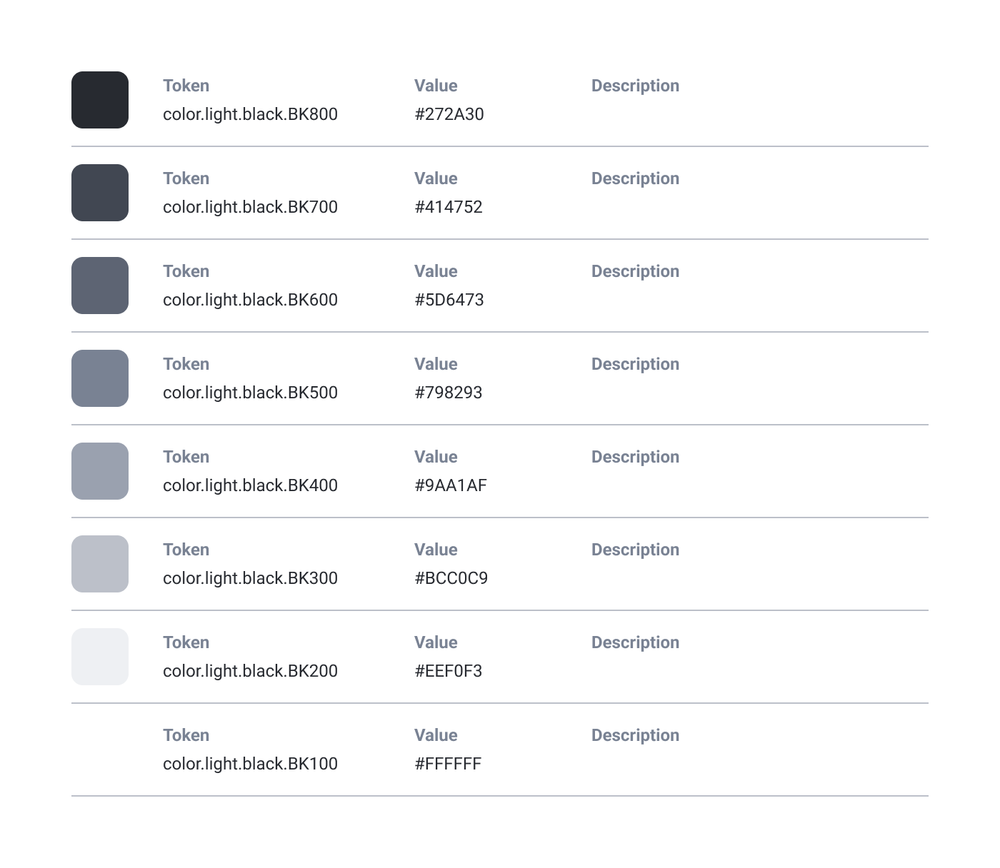 Token Value Description
color.light.black.BK800 #272A30
Token Value Description
color.light.black.BK700 #414752
Token Value Description
color.light.black.BK600 #5D6473
Token Value Description
color.light.black.BK500 #798293
Token Value Description
color.light.black.BK400 #9AA1AF
Token Value Description
color.light.black.BK300 #BCC0C9
Token Value Description
color.light.black.BK200 #EEF0F3
Token Value Description
color.light.black.BK100 #FFFFFF